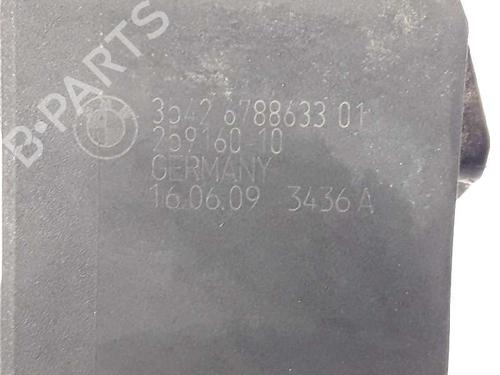 B-PARTS
3542 6788633 01
259160-10
GERMANY
16.06.09 3436 A